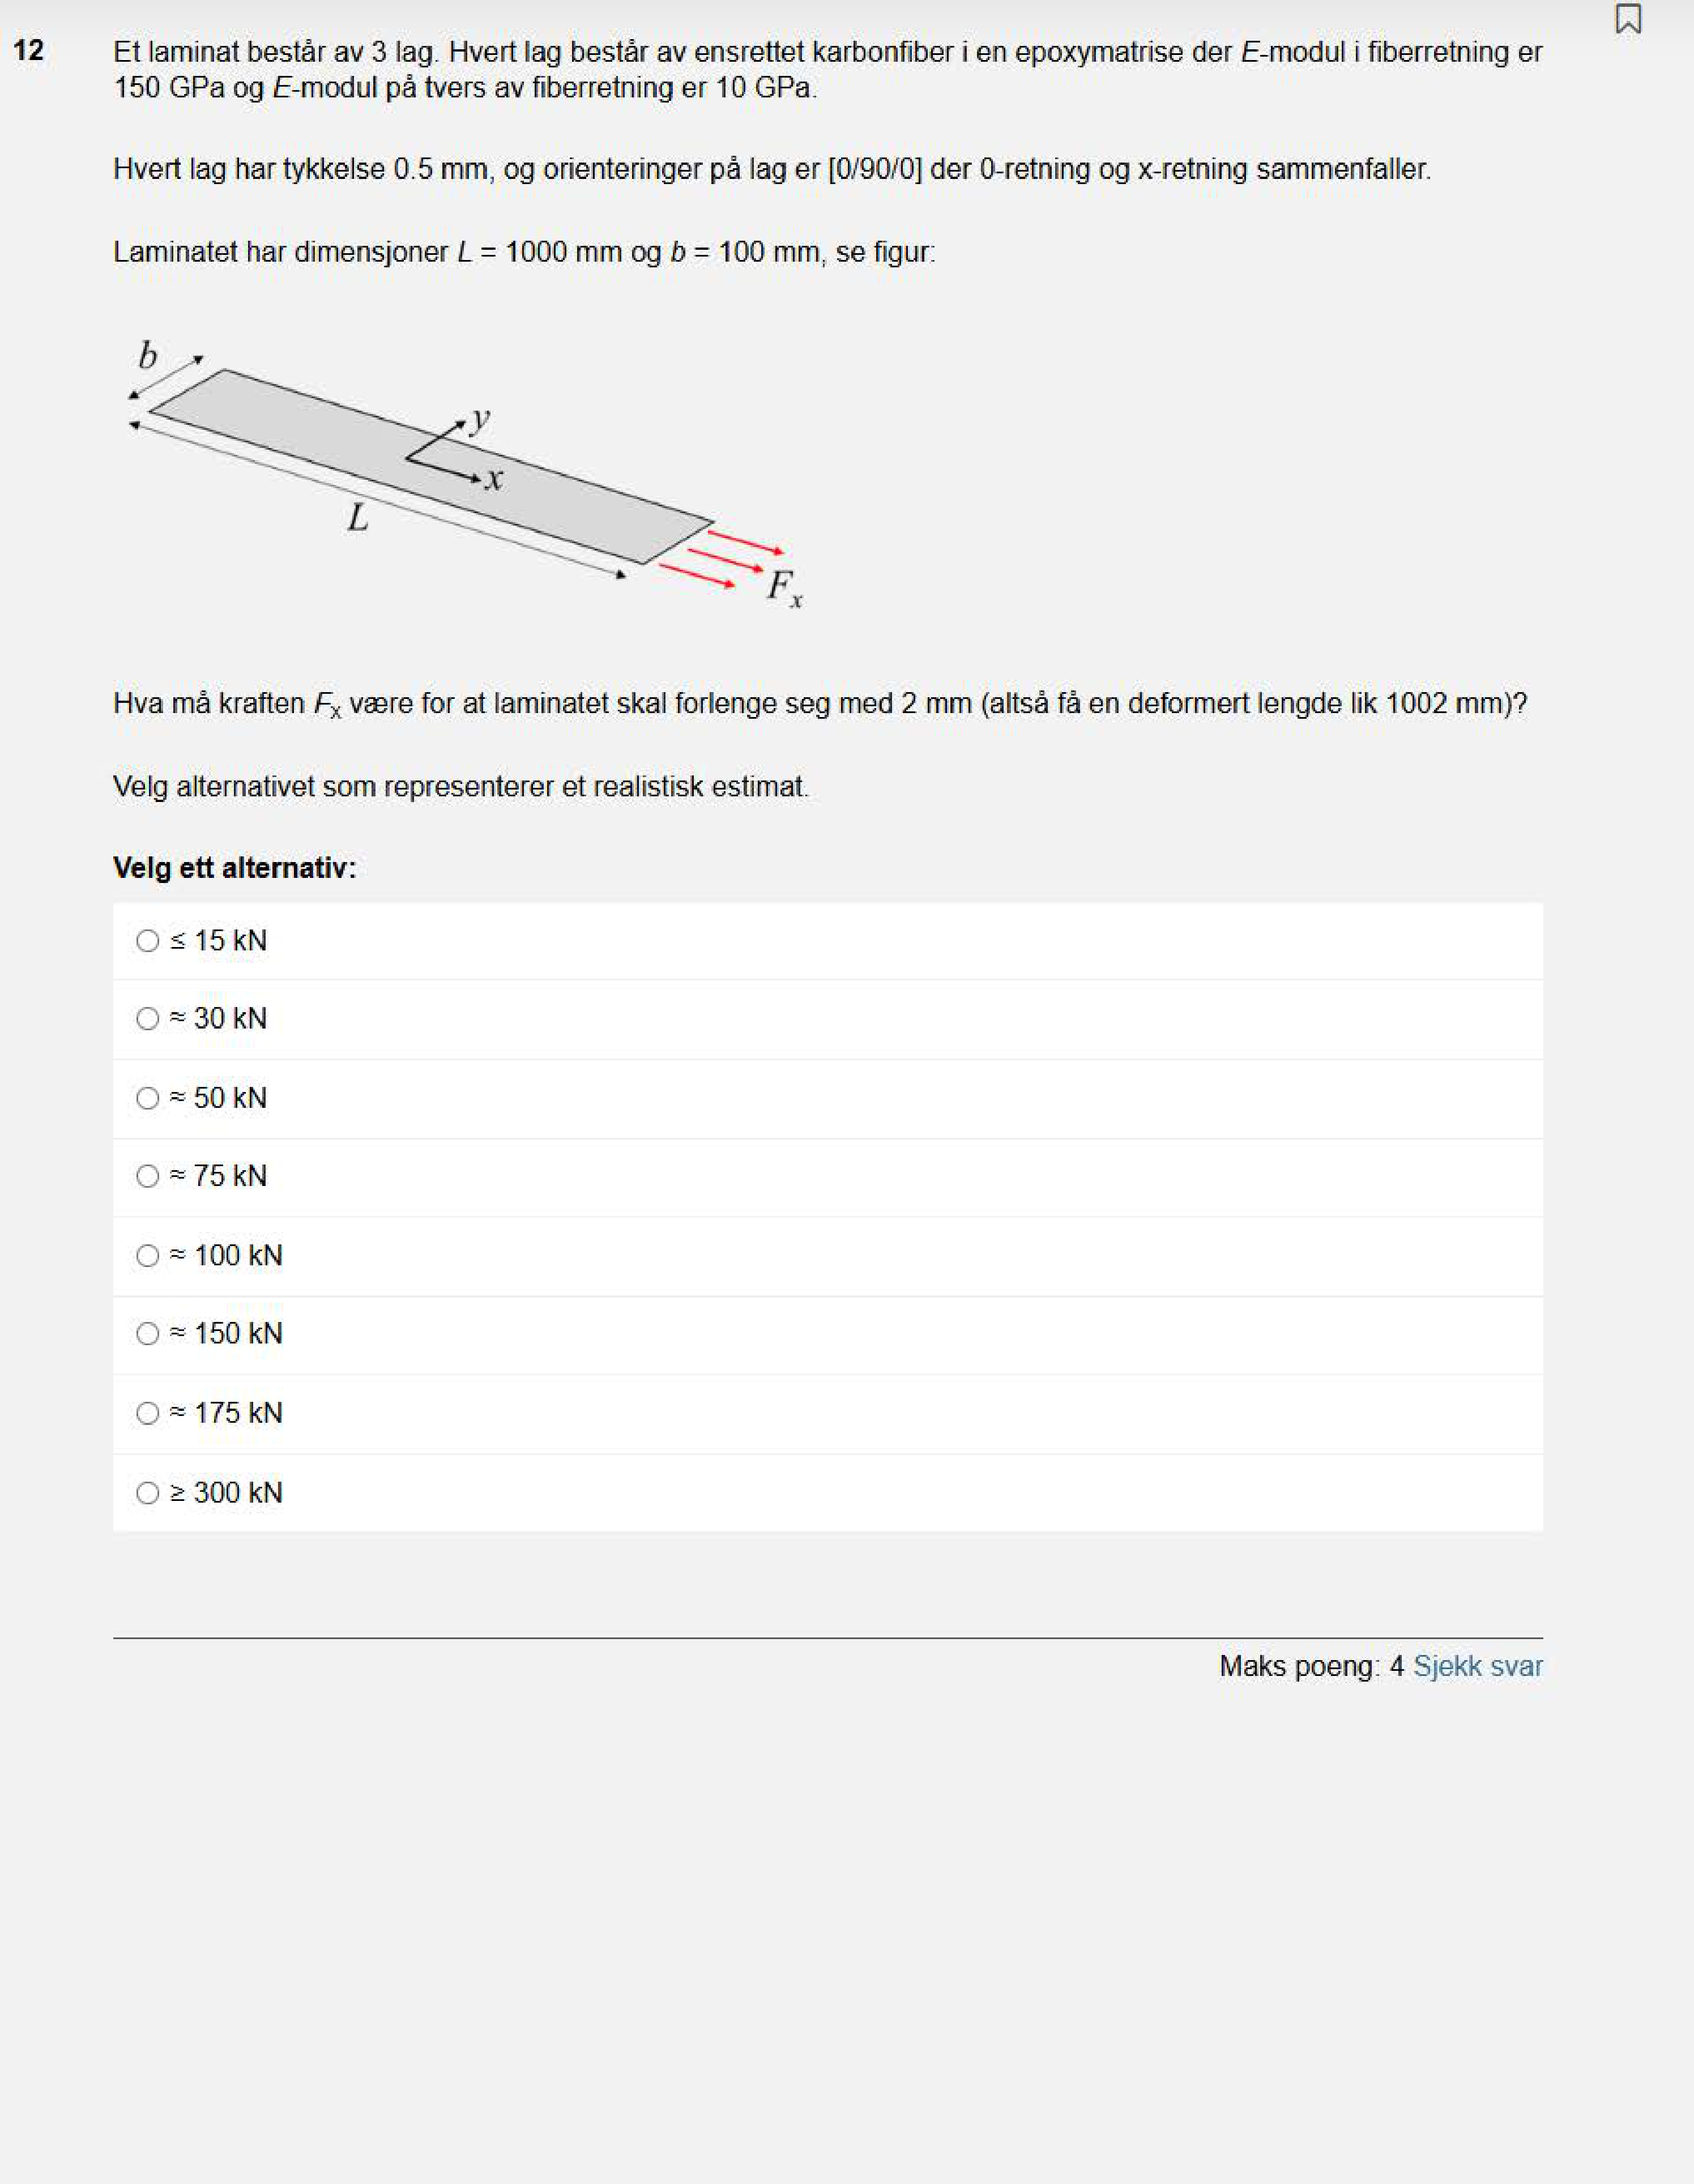 12
Et laminat består av 3 lag. Hvert lag består av ensrettet karbonfiber i en epoxymatrise der E-modul i fiberretning er
150 GPa og E-modul på tvers av fiberretning er 10 GPa.
Hvert lag har tykkelse 0.5 mm, og orienteringer på lag er [0/90/0] der 0-retning og x-retning sammenfaller.
Laminatet har dimensjoner L = 1000 mm og b = 100 mm, se figur:
b
y
x
L
Fx
Hva må kraften Fx være for at laminatet skal forlenge seg med 2 mm (altså få en deformert lengde lik 1002 mm)?
Velg alternativet som representerer et realistisk estimat.
Velg ett alternativ:
≤ 15 kN
≈ 30 kN
≈ 50 kN
≈ 75 kN
≈ 100 kN
≈ 150 kN
≈ 175 kN
≥ 300 kN
Maks poeng: 4 Sjekk svar